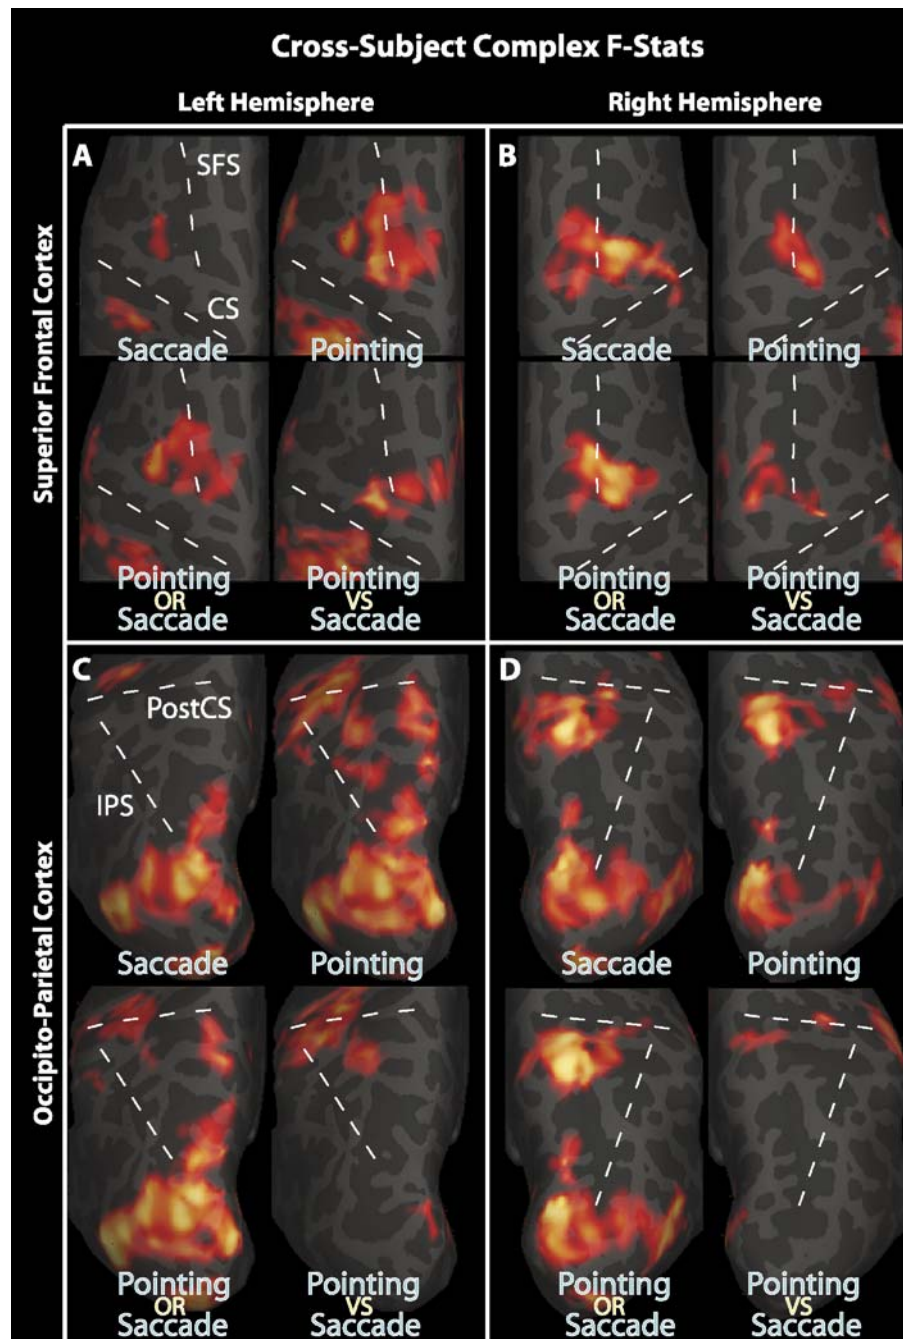 Cross-Subject Complex F-Stats
Left Hemisphere
Right Hemisphere
Superior Frontal Cortex
A
SFS
CS
Saccade
Pointing
Pointing
OR
Saccade
Pointing
VS
Saccade
B
Saccade
Pointing
Pointing
OR
Saccade
Pointing
VS
Saccade
Occipito-Parietal Cortex
C
PostCS
IPS
Saccade
Pointing
Pointing
OR
Saccade
Pointing
VS
Saccade
D
Saccade
Pointing
Pointing
OR
Saccade
Pointing
VS
Saccade